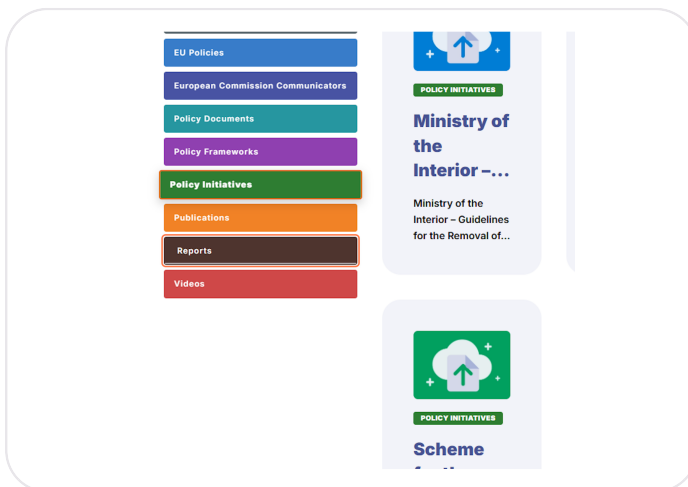 EU Policies
European Commission Communicators
Policy Documents
Policy Frameworks
Policy Initiatives
Publications
Reports
Videos
POLICY INITIATIVES
Ministry of
the
Interior –...
Ministry of the
Interior – Guidelines
for the Removal of...
POLICY INITIATIVES
Scheme